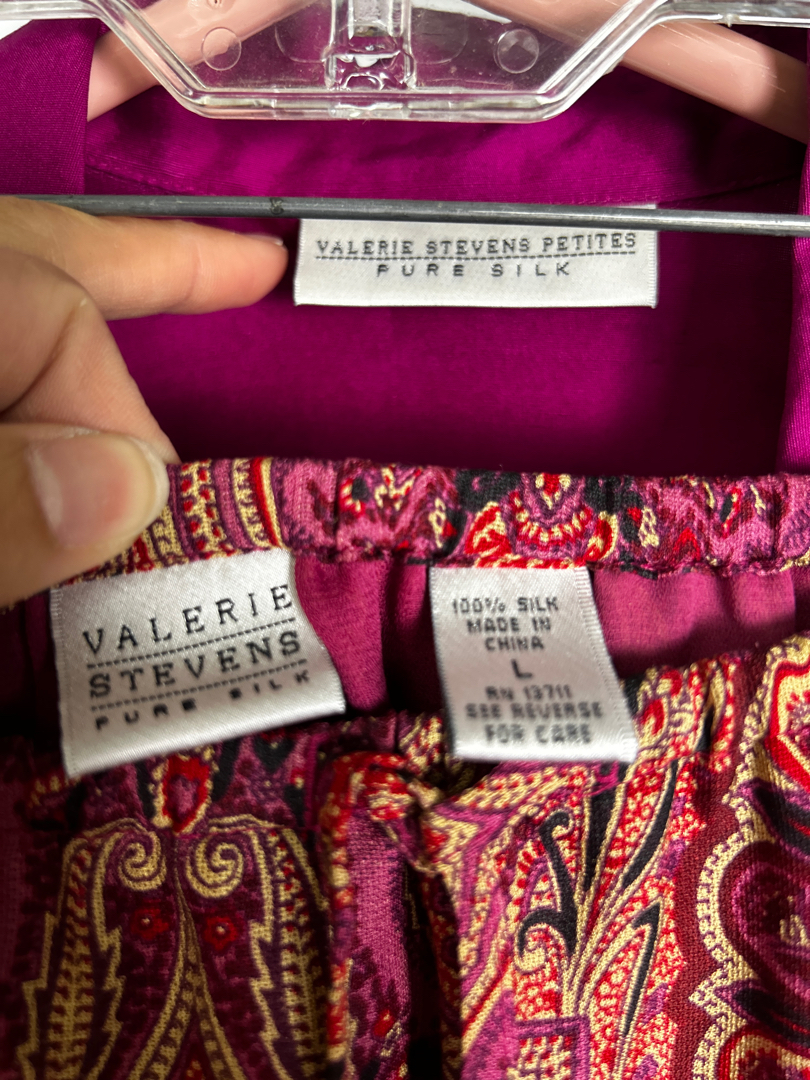 VALERIE STEVENS PETITES
PURE SILK
VALERIE
STEVENS
PURE SILK
100% SILK
MADE IN
CHINA
L
RN 13711
SEE REVERSE
FOR CARE